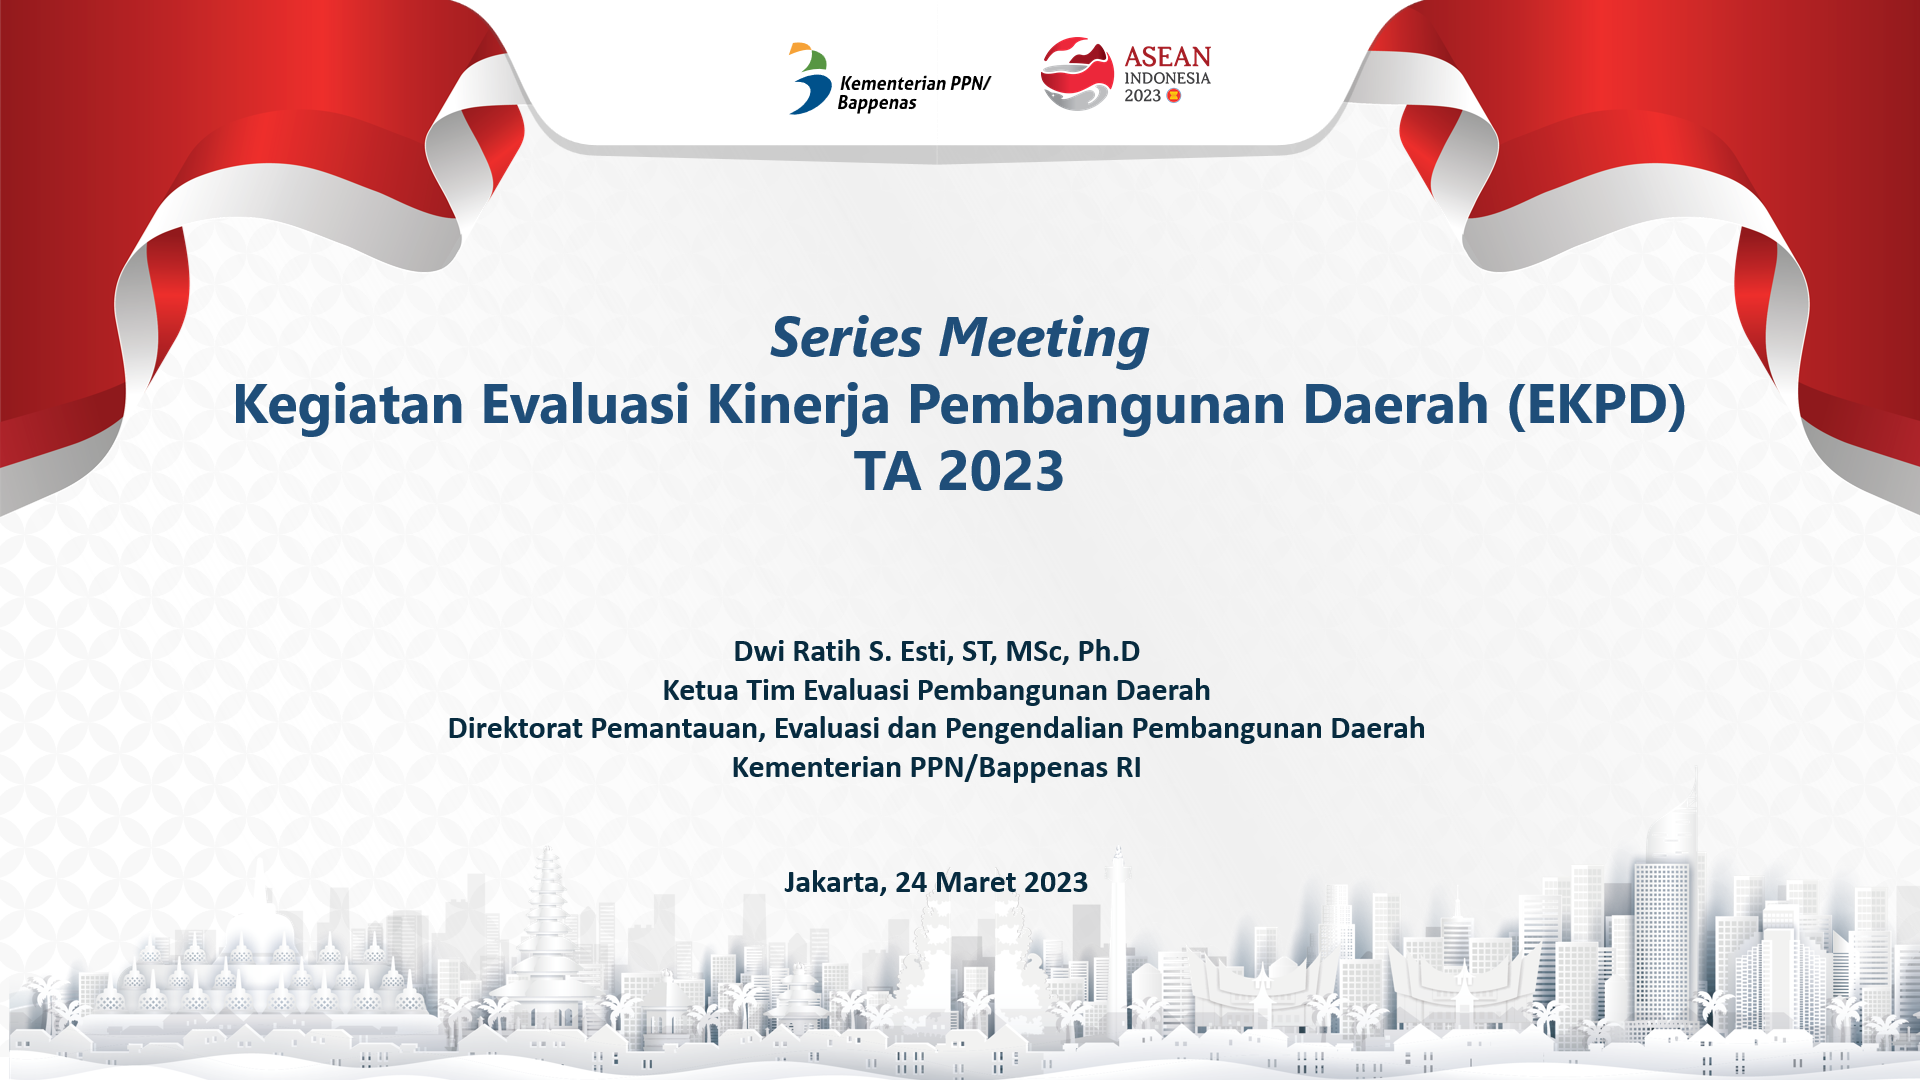 Kementerian PPN/
Bappenas
ASEAN
INDONESIA
2023
Series Meeting
Kegiatan Evaluasi Kinerja Pembangunan Daerah (EKPD)
TA 2023
Dwi Ratih S. Esti, ST, MSc, Ph.D
Ketua Tim Evaluasi Pembangunan Daerah
Direktorat Pemantauan, Evaluasi dan Pengendalian Pembangunan Daerah
Kementerian PPN/Bappenas RI
Jakarta, 24 Maret 2023